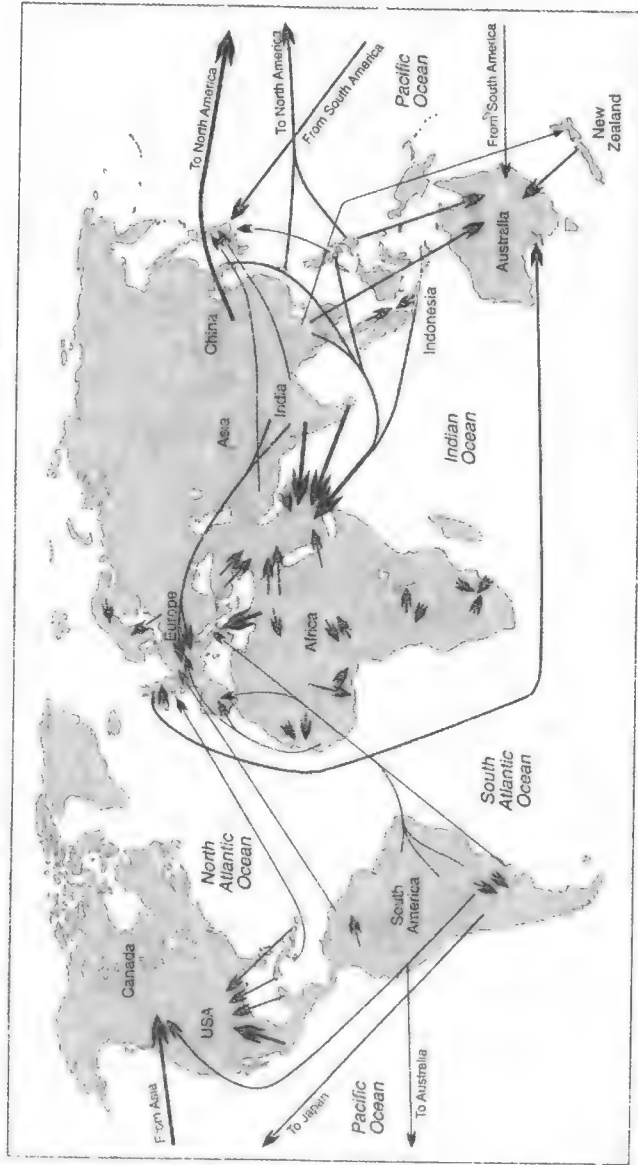 Canada
USA
From Asia
North
Atlantic
Ocean
Pacific
Ocean
To Japan
To Australia
South
America
South
Atlantic
Ocean
Europe
Africa
Asia
India
China
Indian
Ocean
Indonesia
Australia
New
Zealand
Pacific
Ocean
To North America
To North America
From South America
From South America